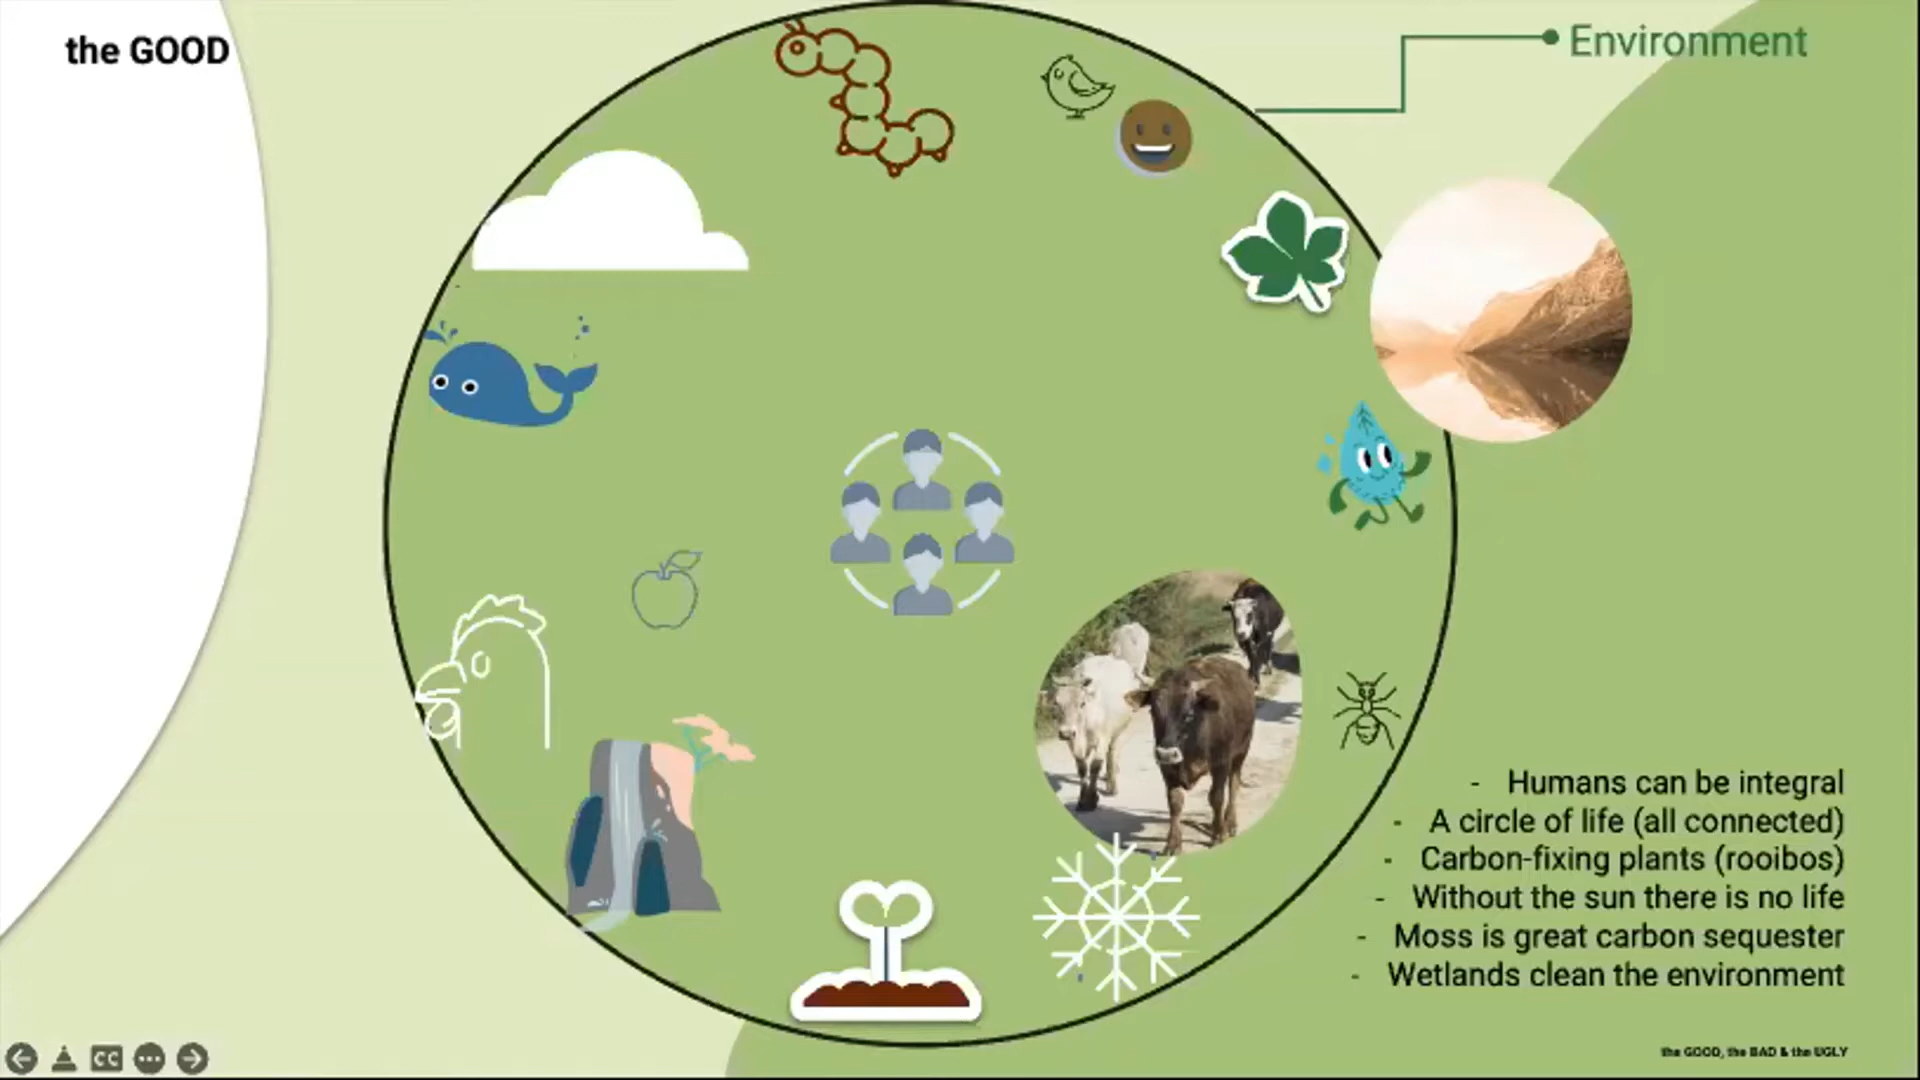 the GOOD
Environment
- Humans can be integral
- A circle of life (all connected)
- Carbon-fixing plants (rooibos)
- Without the sun there is no life
- Moss is great carbon sequester
- Wetlands clean the environment
CC
the GOOD, the BAD & the UGLY